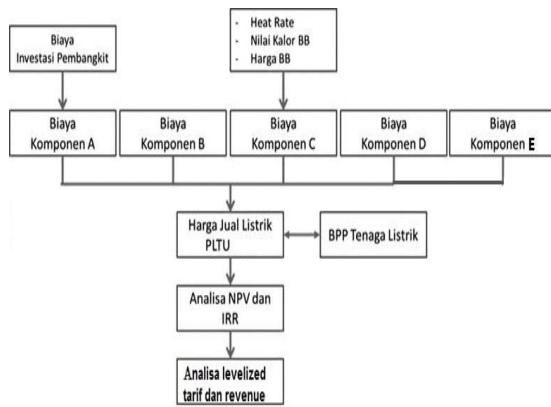 Biaya
Investasi Pembangkit
- Heat Rate
- Nilai Kalor BB
- Harga BB
Biaya
Komponen A
Biaya
Komponen B
Biaya
Komponen C
Biaya
Komponen D
Biaya
Komponen E
Harga Jual Listrik
PLTU
BPP Tenaga Listrik
Analisa NPV dan
IRR
Analisa levelized
tarif dan revenue